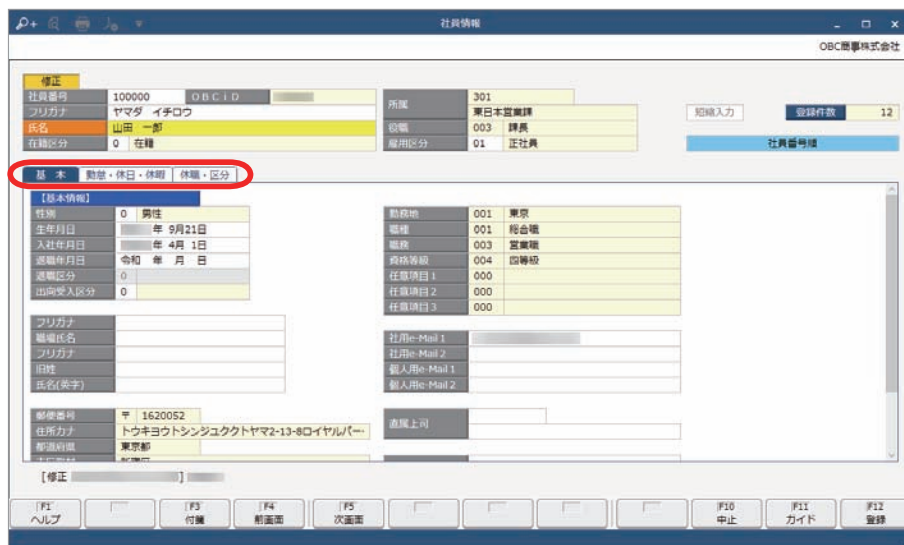 社員情報
OBC商事株式会社
修正
社員番号 100000 OBCiD
フリガナ ヤマダ イチロウ
氏名 山田 一郎
在籍区分 0 在籍
所属 301
東日本営業課
役職 003 課長
雇用区分 01 正社員
短縮入力 登録件数 12
社員番号順
基 本 勤怠・休日・休暇 休職・区分
【基本情報】
性別 0 男性
生年月日 年 9月21日
入社年月日 年 4月 1日
退職年月日 令和 年 月 日
退職区分 0
出向受入区分 0
勤務地 001 東京
職種 001 総合職
職務 003 営業職
資格等級 004 四等級
任意項目1 000
任意項目2 000
任意項目3 000
フリガナ
職場氏名
フリガナ
旧姓
氏名(英字)
社用e-Mail 1
社用e-Mail 2
個人用e-Mail 1
個人用e-Mail 2
郵便番号 〒 1620052
住所カナ トウキヨウトシンジユククトヤマ2-13-8ロイヤルパー・
都道府県 東京都
直属上司
[修正 ]
F1 F3 F4 F5 F10 F11 F12
ヘルプ 付箋 前画面 次画面 中止 ガイド 登録